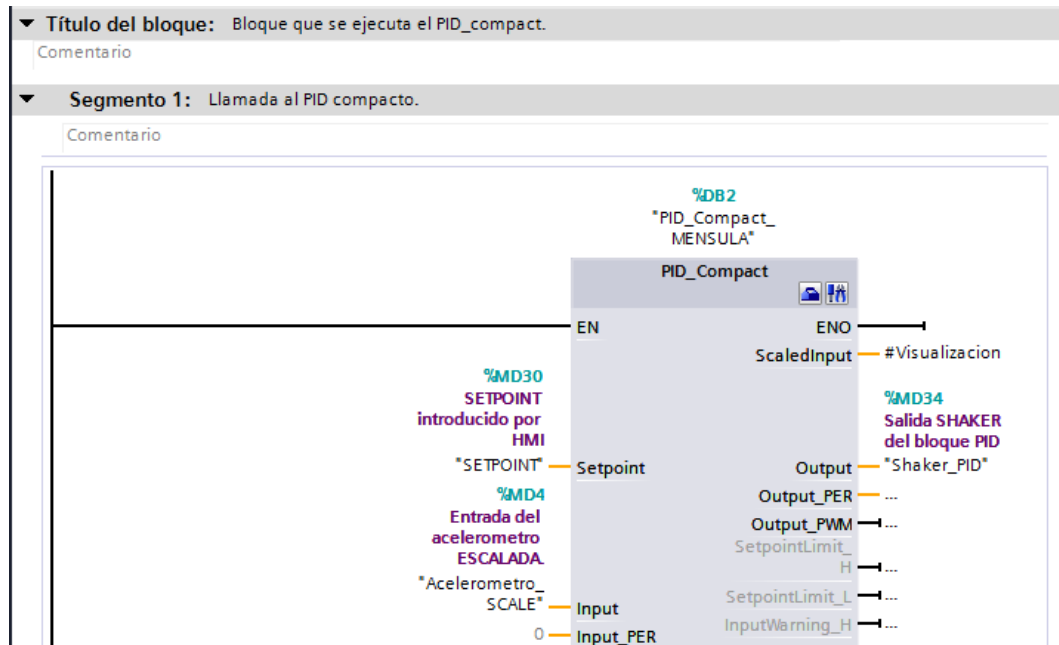 Título del bloque: Bloque que se ejecuta el PID_compact.
Comentario
Segmento 1: Llamada al PID compacto.
Comentario
%DB2
"PID_Compact_
MENSULA"
PID_Compact
EN
ENO
ScaledInput
#Visualizacion
%MD30
SETPOINT
introducido por
HMI
"SETPOINT"
Setpoint
%MD34
Salida SHAKER
del bloque PID
Output
"Shaker_PID"
%MD4
Entrada del
acelerometro
ESCALADA.
"Acelerometro_
SCALE"
Input
0
Input_PER
Output_PER
...
Output_PWM
...
SetpointLimit_
H
...
SetpointLimit_L
...
InputWarning_H
...